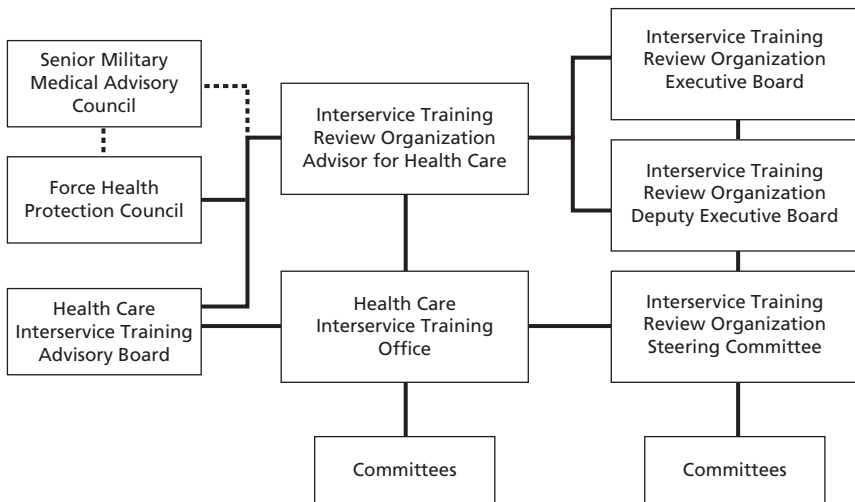 Senior Military
Medical Advisory
Council
Force Health
Protection Council
Health Care
Interservice Training
Advisory Board
Interservice Training
Review Organization
Advisor for Health Care
Health Care
Interservice Training
Office
Committees
Interservice Training
Review Organization
Executive Board
Interservice Training
Review Organization
Deputy Executive Board
Interservice Training
Review Organization
Steering Committee
Committees